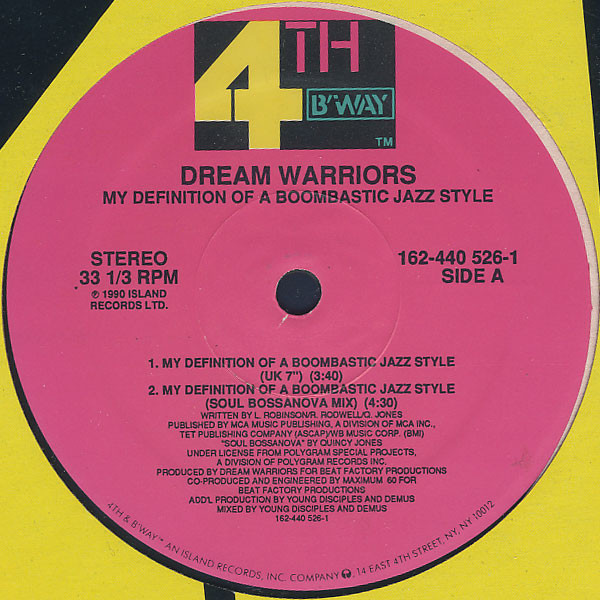 4TH
B'WAY
TM
DREAM WARRIORS
MY DEFINITION OF A BOOMBASTIC JAZZ STYLE
STEREO
33 1/3 RPM
℗ 1990 ISLAND
RECORDS LTD.
162-440 526-1
SIDE A
1. MY DEFINITION OF A BOOMBASTIC JAZZ STYLE
(UK 7") (3:40)
2. MY DEFINITION OF A BOOMBASTIC JAZZ STYLE
(SOUL BOSSANOVA MIX) (4:30)
WRITTEN BY L. ROBINSON/R. RODWELL/Q. JONES
PUBLISHED BY MCA MUSIC PUBLISHING, A DIVISION OF MCA INC.,
TET PUBLISHING COMPANY (ASCAP)/WB MUSIC CORP. (BMI)
"SOUL BOSSANOVA" BY QUINCY JONES
UNDER LICENSE FROM POLYGRAM SPECIAL PROJECTS,
A DIVISION OF POLYGRAM RECORDS INC.
PRODUCED BY DREAM WARRIORS FOR BEAT FACTORY PRODUCTIONS
CO-PRODUCED AND ENGINEERED BY MAXIMUM 60 FOR
BEAT FACTORY PRODUCTIONS
ADD'L PRODUCTION BY YOUNG DISCIPLES AND DEMUS
MIXED BY YOUNG DISCIPLES AND DEMUS
162-440 526-1
4TH & B'WAY™ AN ISLAND RECORDS, INC. COMPANY, 14 EAST 4TH STREET, NY, NY 10012